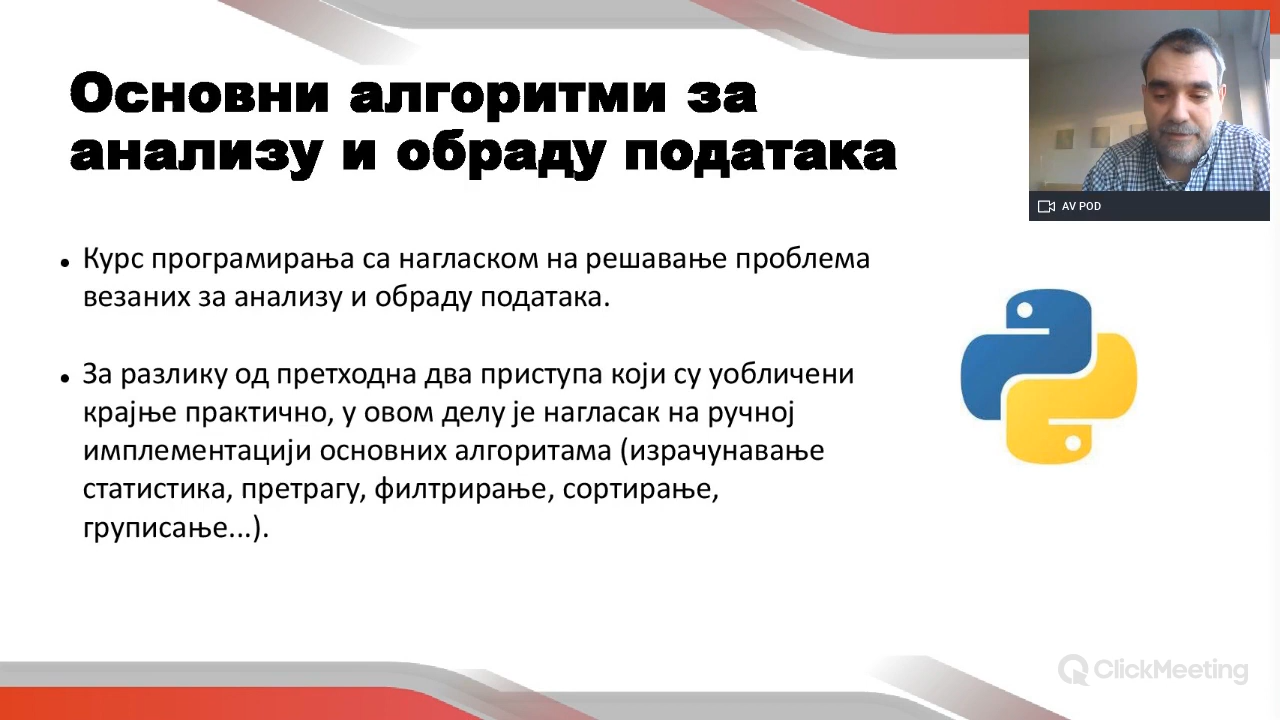 Основни алгоритми за
анализу и обраду података
AV POD
• Курс програмирања са нагласком на решавање проблема
везаних за анализу и обраду података.
• За разлику од претходна два приступа који су уобличени
крајње практично, у овом делу је нагласак на ручној
имплементацији основних алгоритама (израчунавање
статистика, претрагу, филтрирање, сортирање,
груписање...).
ClickMeeting